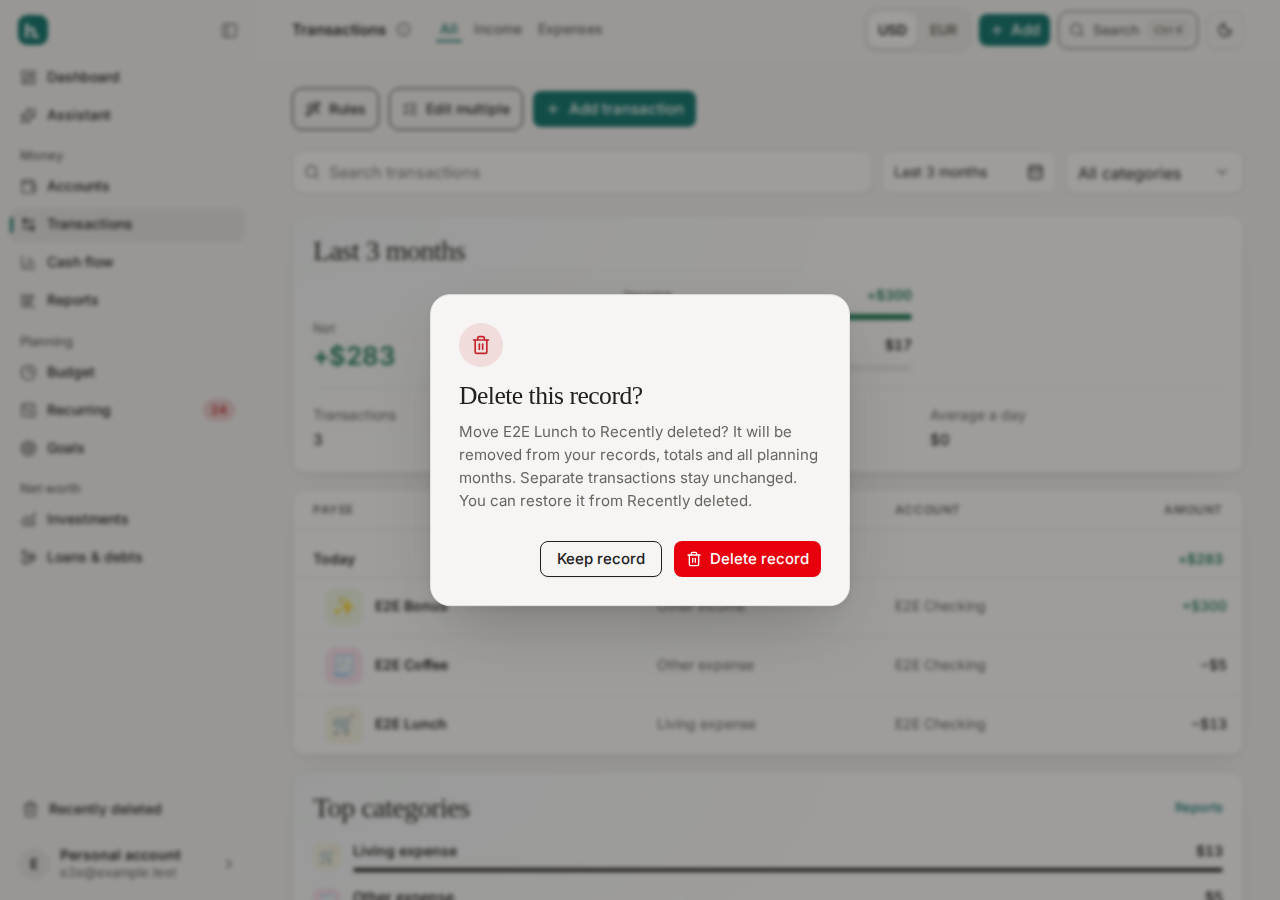 Transactions
All
Income
Expenses
USD
EUR
Add
Search
Ctrl K
Dashboard
Assistant
Money
Accounts
Transactions
Cash flow
Reports
Planning
Budget
Recurring
24
Goals
Net worth
Investments
Loans & debts
Recently deleted
E
Personal account
e2e@example.test
Rules
Edit multiple
Add transaction
Search transactions
Last 3 months
All categories
Last 3 months
Net
+$283
+$300
$17
Transactions
3
Average a day
$0
Delete this record?
Move E2E Lunch to Recently deleted? It will be
removed from your records, totals and all planning
months. Separate transactions stay unchanged.
You can restore it from Recently deleted.
Keep record
Delete record
PAYEE
ACCOUNT
AMOUNT
Today
+$283
E2E Bonus
Other income
E2E Checking
+$300
E2E Coffee
Other expense
E2E Checking
−$5
E2E Lunch
Living expense
E2E Checking
−$13
Top categories
Reports
Living expense
$13
Other expense
$5